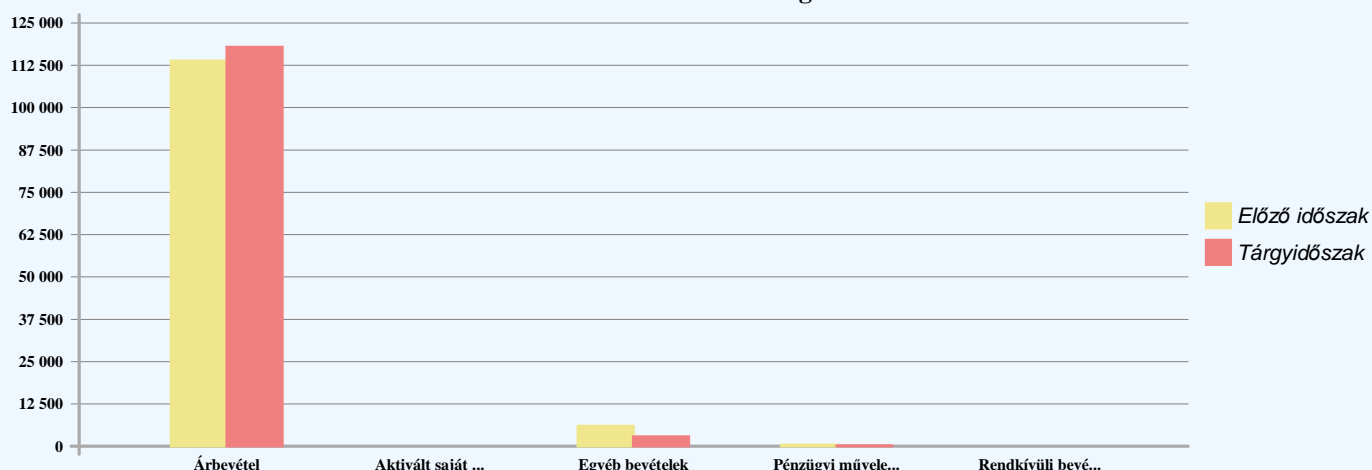 125 000
112 500
100 000
87 500
75 000
62 500
50 000
37 500
25 000
12 500
0
Árbevétel
Aktivált saját ...
Egyéb bevételek
Pénzügyi művele...
Rendkívüli bevé...
Előző időszak
Tárgyidőszak